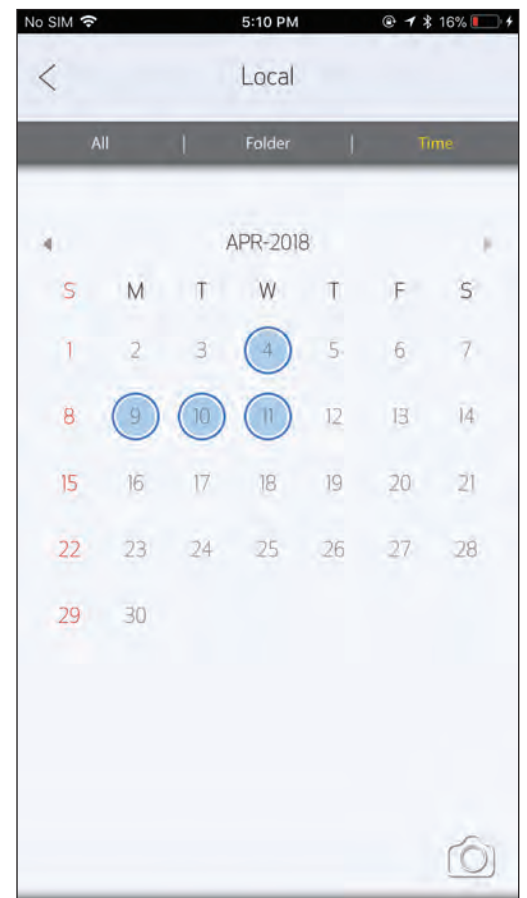 No SIM 5:10 PM 16%
Local
All | Folder | Time
APR-2018
S M T W T F S
1 2 3 4 5 6 7
8 9 10 11 12 13 14
15 16 17 18 19 20 21
22 23 24 25 26 27 28
29 30